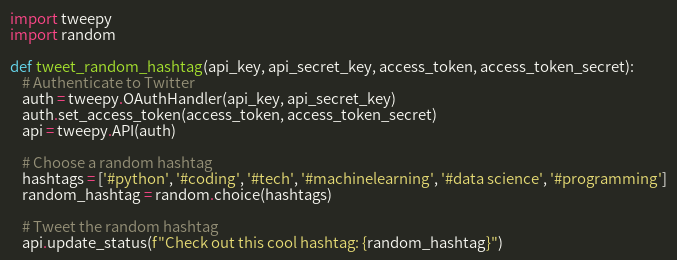 import tweepy
import random

def tweet_random_hashtag(api_key, api_secret_key, access_token, access_token_secret):
    # Authenticate to Twitter
    auth = tweepy.OAuthHandler(api_key, api_secret_key)
    auth.set_access_token(access_token, access_token_secret)
    api = tweepy.API(auth)

    # Choose a random hashtag
    hashtags = ['#python', '#coding', '#tech', '#machinelearning', '#data science', '#programming']
    random_hashtag = random.choice(hashtags)

    # Tweet the random hashtag
    api.update_status(f"Check out this cool hashtag: {random_hashtag}")